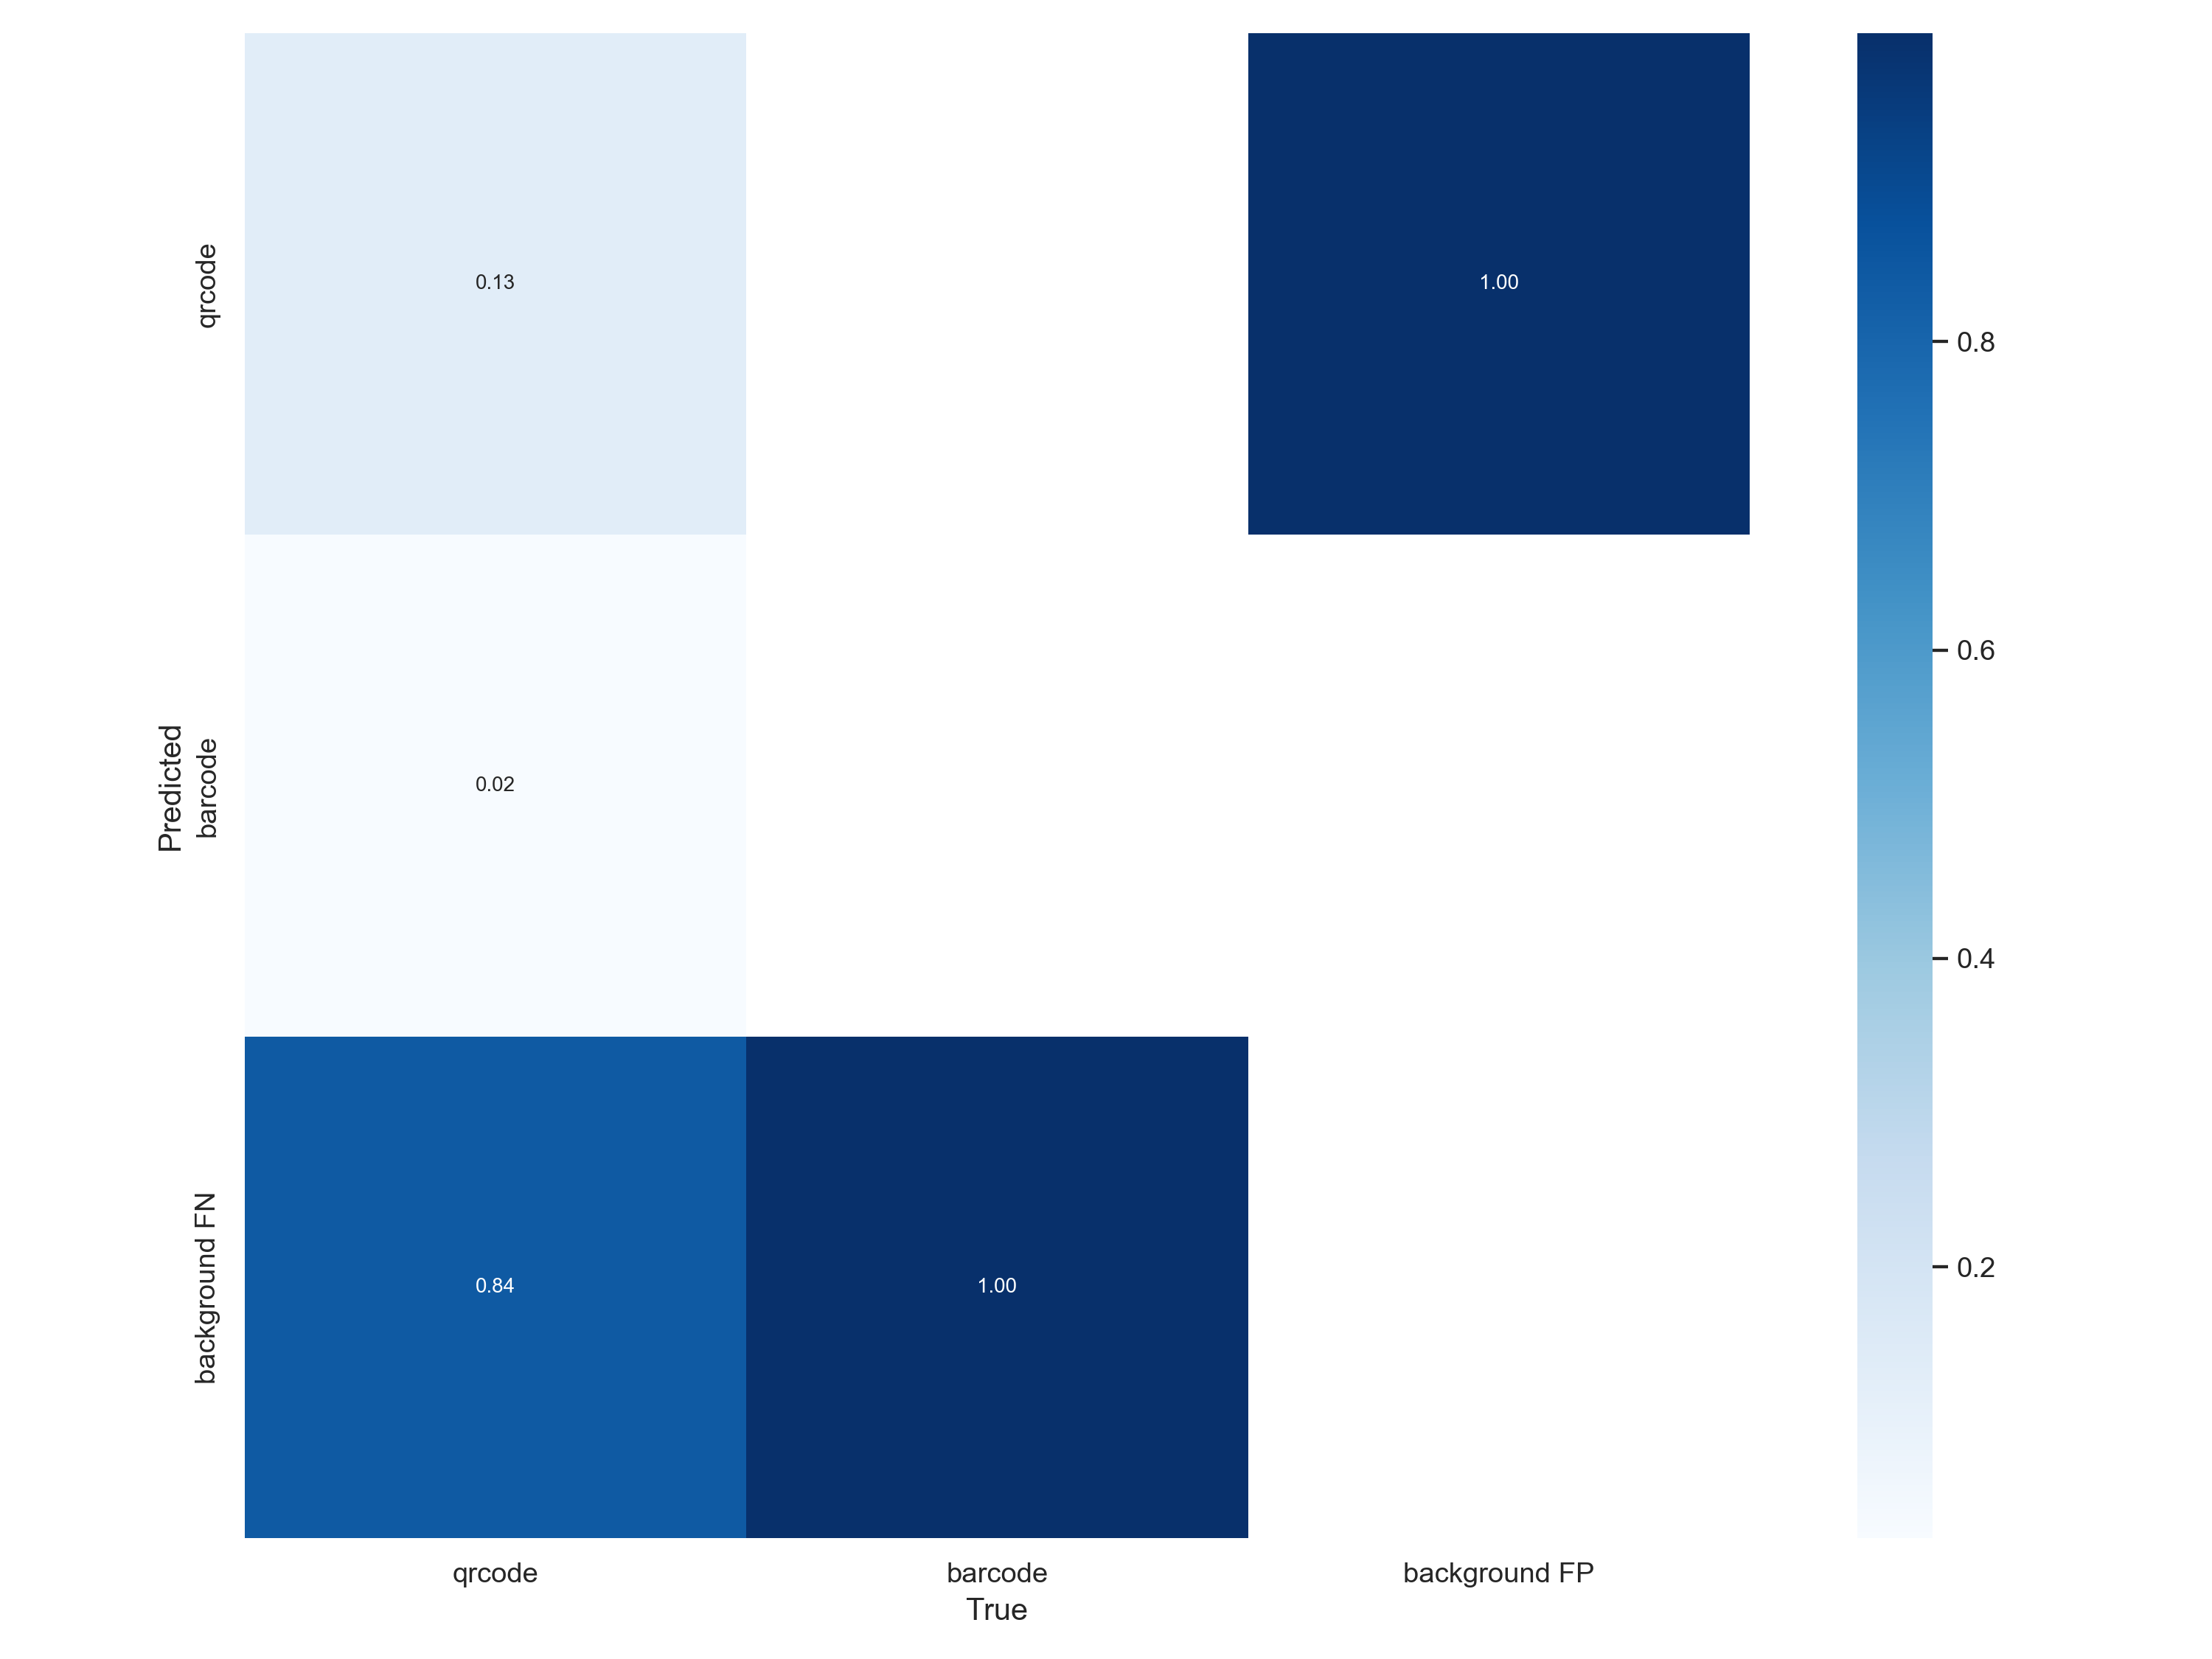 qrcode
0.13
1.00
0.8
0.6
Predicted
barcode
0.02
0.4
0.2
background FN
0.84
1.00
qrcode
barcode
background FP
True